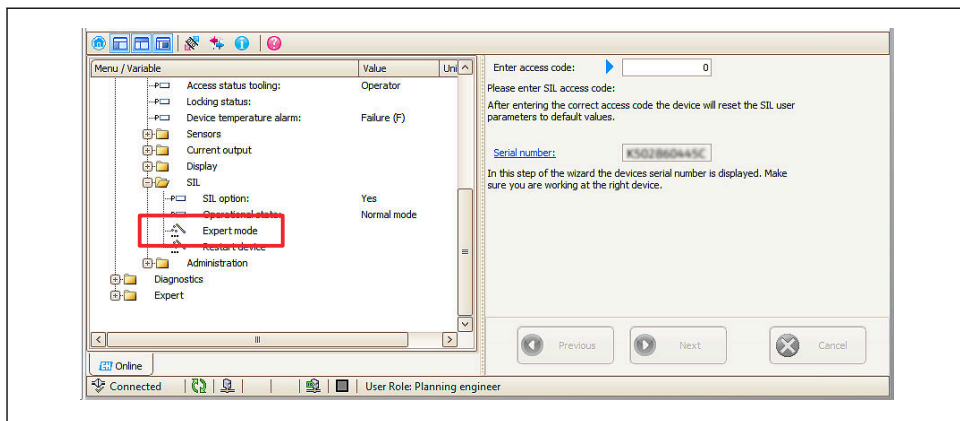 Menu / Variable Value Uni
Access status tooling: Operator
Locking status:
Device temperature alarm: Failure (F)
Sensors
Current output
Display
SIL
SIL option: Yes
Operational state: Normal mode
Expert mode
Restart device
Administration
Diagnostics
Expert
Online
Enter access code: 0
Please enter SIL access code:
After entering the correct access code the device will reset the SIL user
parameters to default values.
Serial number:
In this step of the wizard the devices serial number is displayed. Make
sure you are working at the right device.
Previous Next Cancel
Connected User Role: Planning engineer